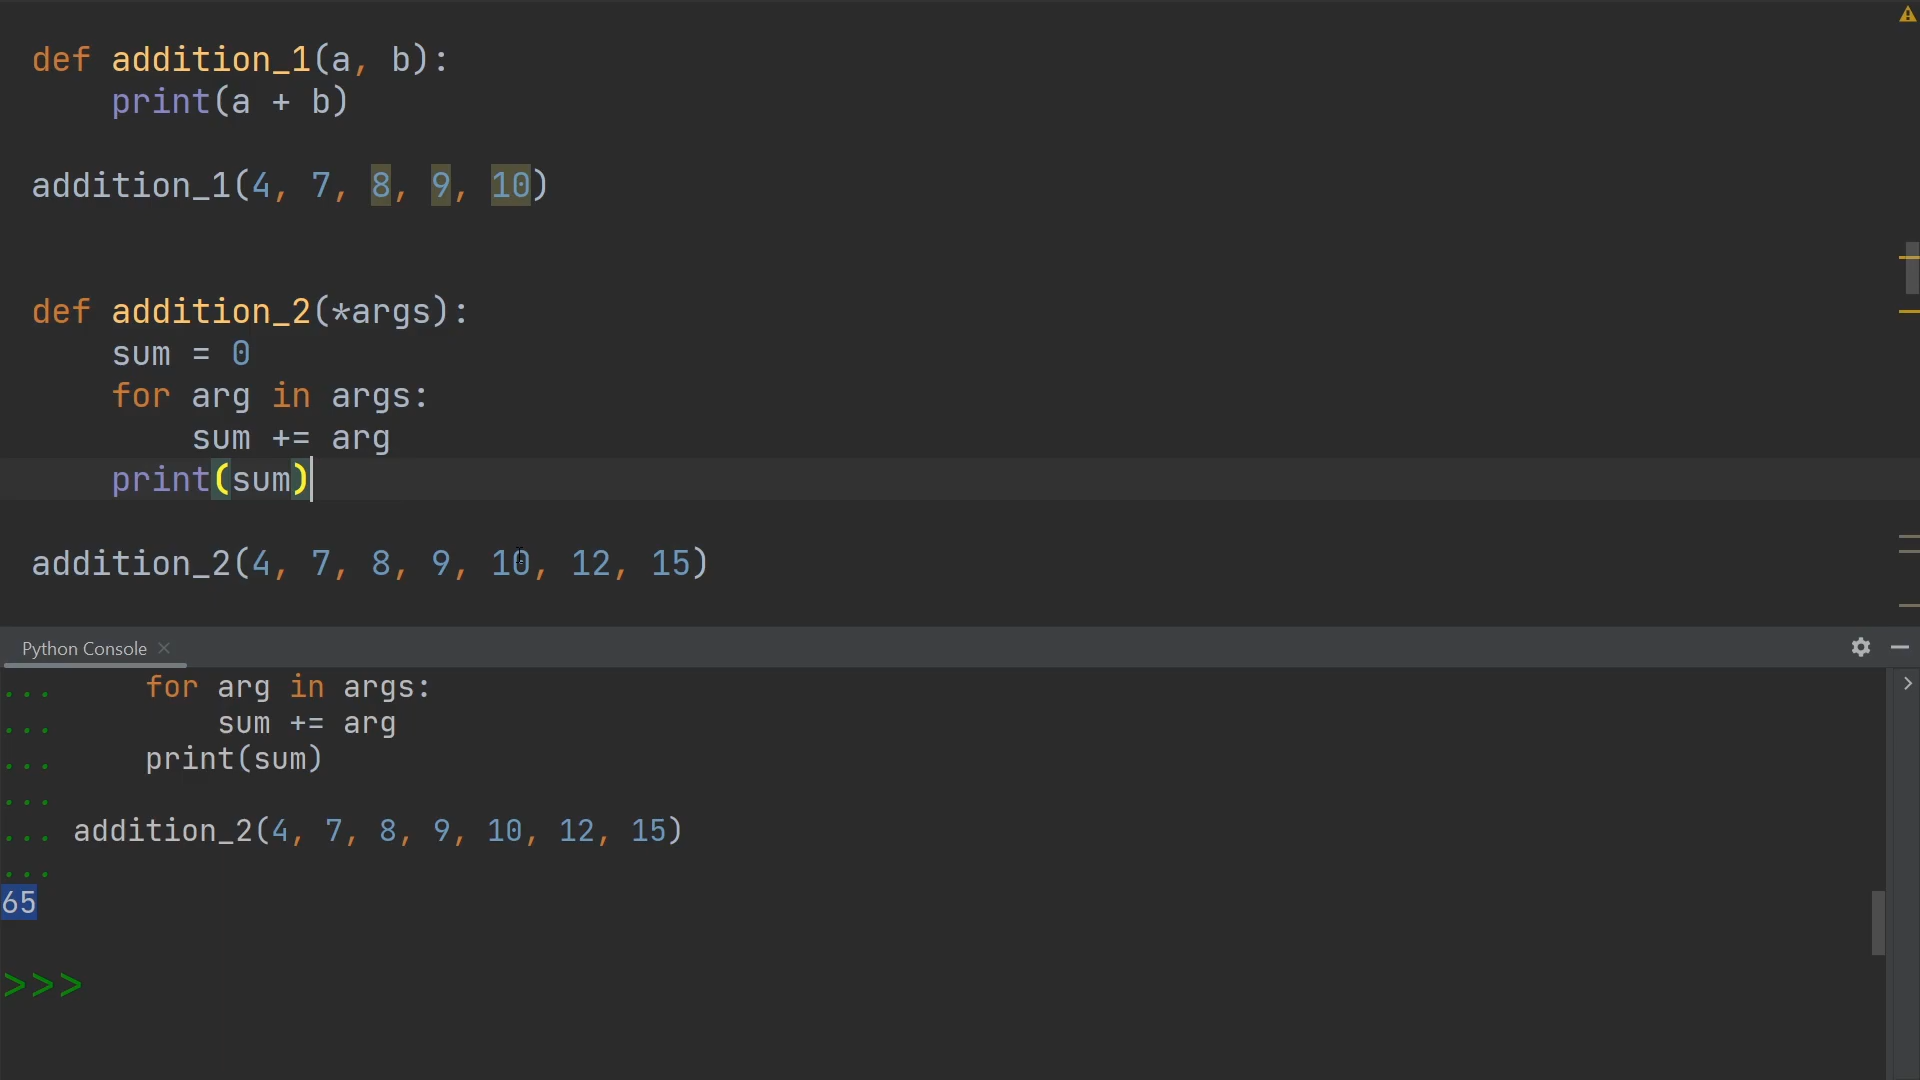 def addition_1(a, b):
    print(a + b)
addition_1(4, 7, 8, 9, 10)
def addition_2(*args):
    sum = 0
    for arg in args:
        sum += arg
    print(sum)
addition_2(4, 7, 8, 9, 10, 12, 15)
Python Console
...     for arg in args:
...         sum += arg
...     print(sum)
...
... addition_2(4, 7, 8, 9, 10, 12, 15)
...
65
>>>